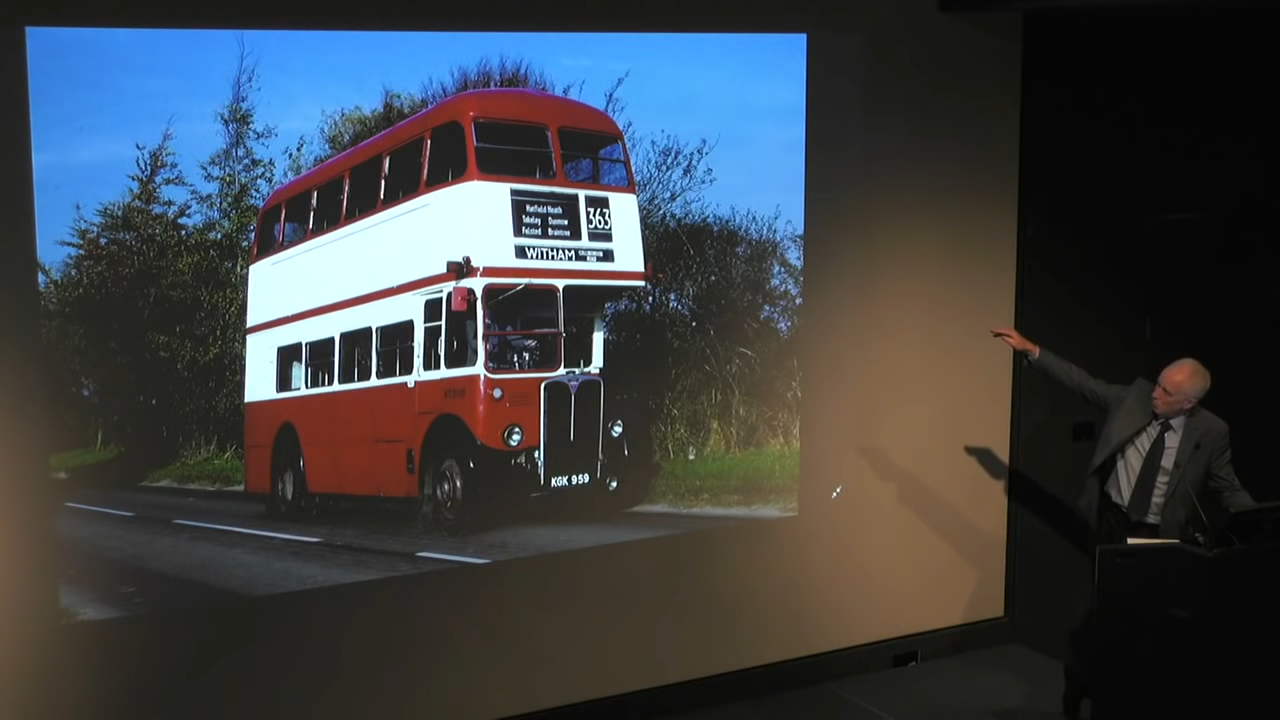 Hatfield Heath
Takeley Dunmow
Felsted Braintree
363
WITHAM
KGK 959